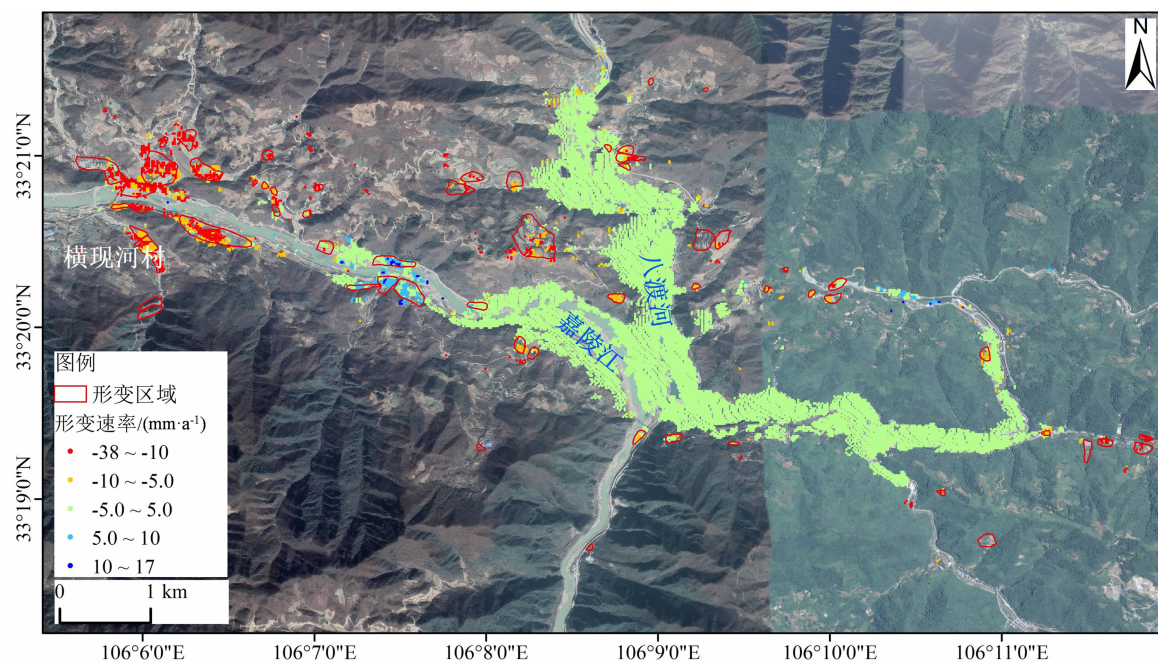 N
33°21'0"N
33°20'0"N
33°19'0"N
横现河村
八渡河
嘉陵江
图例
形变区域
形变速率/(mm·a⁻¹)
-38 ~ -10
-10 ~ -5.0
-5.0 ~ 5.0
5.0 ~ 10
10 ~ 17
0 1 km
106°6'0"E 106°7'0"E 106°8'0"E 106°9'0"E 106°10'0"E 106°11'0"E